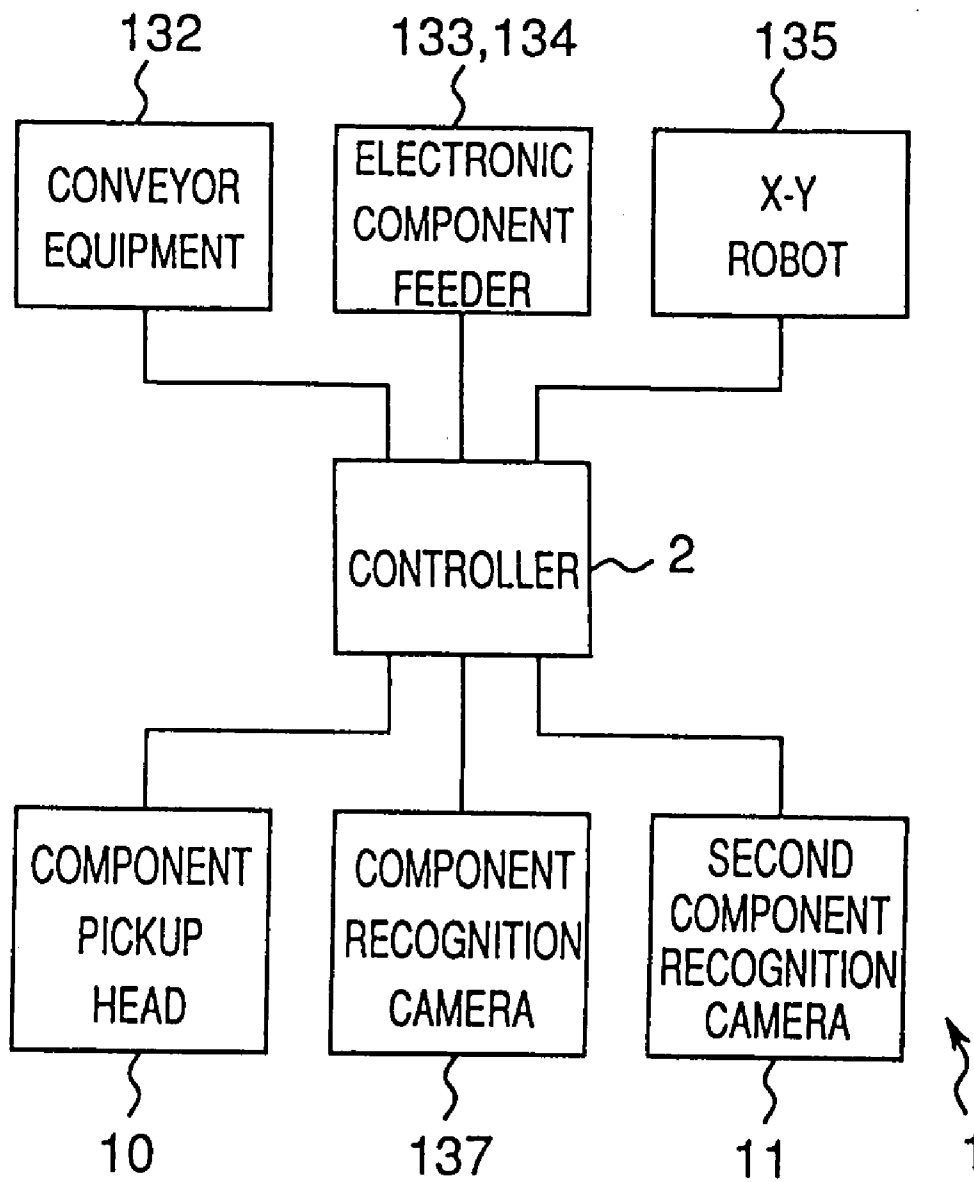 132
133,134
135
CONVEYOR
EQUIPMENT
ELECTRONIC
COMPONENT
FEEDER
X-Y
ROBOT
CONTROLLER
2
COMPONENT
PICKUP
HEAD
COMPONENT
RECOGNITION
CAMERA
SECOND
COMPONENT
RECOGNITION
CAMERA
10
137
11
1